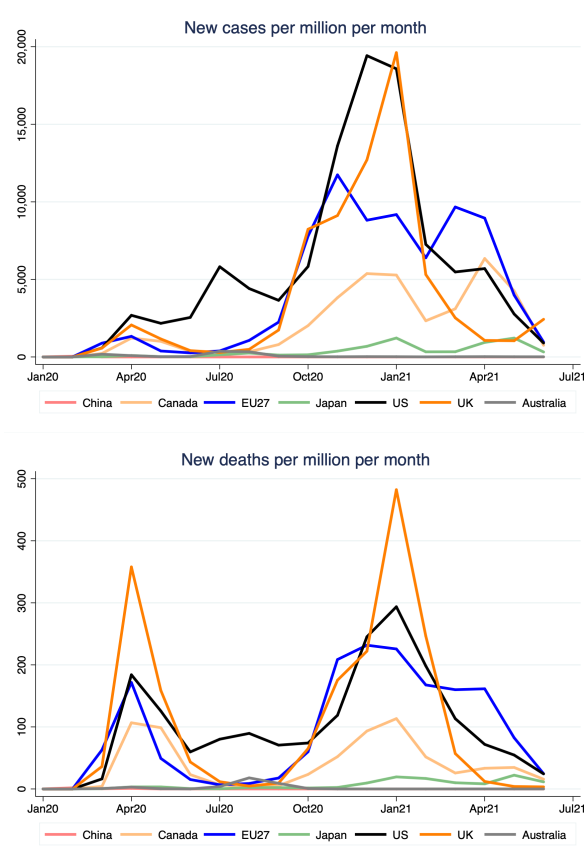 New cases per million per month
20,000
15,000
10,000
5,000
0
Jan20 Apr20 Jul20 Oct20 Jan21 Apr21 Jul21
China Canada EU27 Japan US UK Australia
New deaths per million per month
500
400
300
200
100
0
Jan20 Apr20 Jul20 Oct20 Jan21 Apr21 Jul21
China Canada EU27 Japan US UK Australia